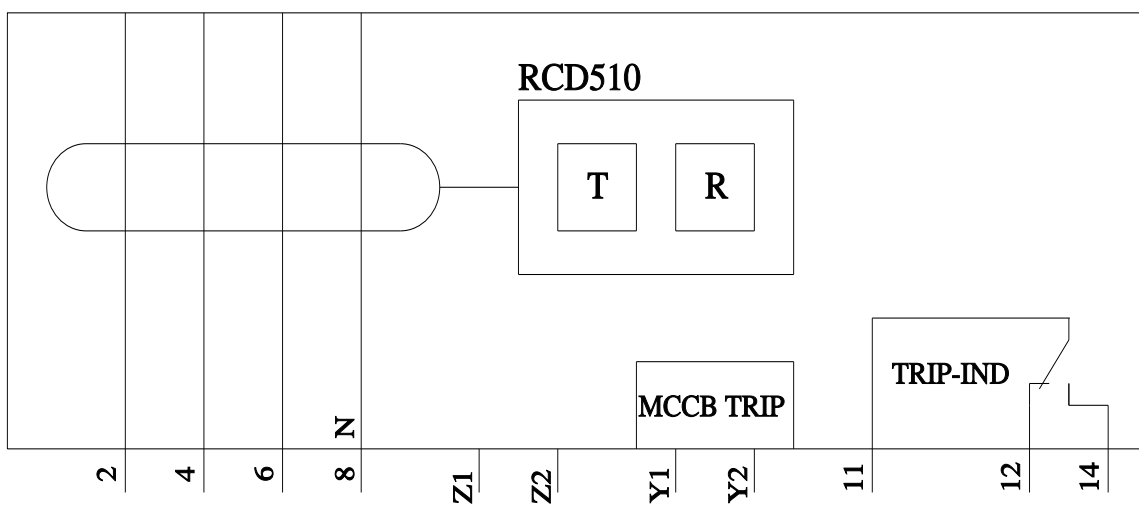 RCD510
T R
TRIP-IND
MCCB TRIP
N
2 4 6 8 Z1 Z2 Y1 Y2 11 12 14